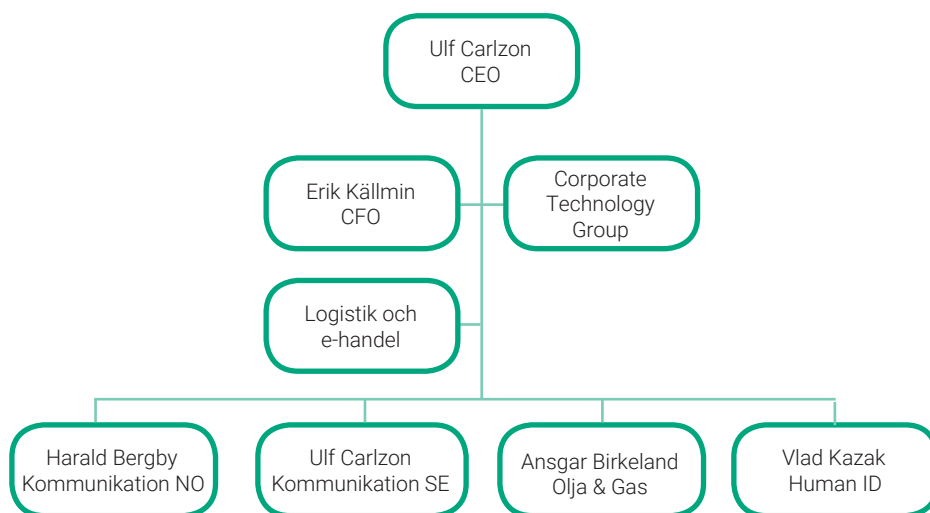 Ulf Carlzon
CEO
Erik Källmin
CFO
Corporate
Technology
Group
Logistik och
e-handel
Harald Bergby
Kommunikation NO
Ulf Carlzon
Kommunikation SE
Ansgar Birkeland
Olja & Gas
Vlad Kazak
Human ID